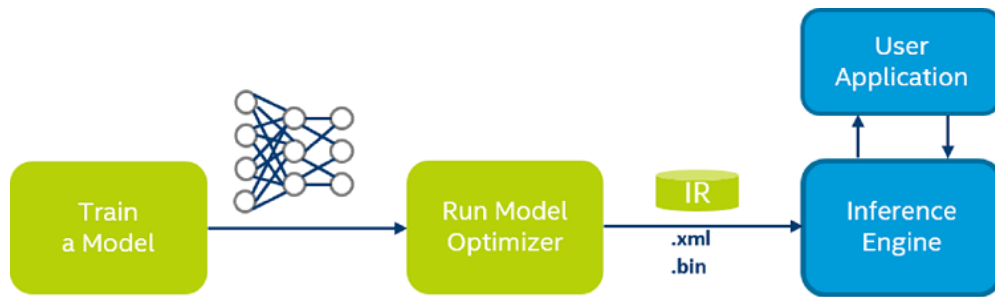 User
Application
Train
a Model
Run Model
Optimizer
IR
.xml
.bin
Inference
Engine